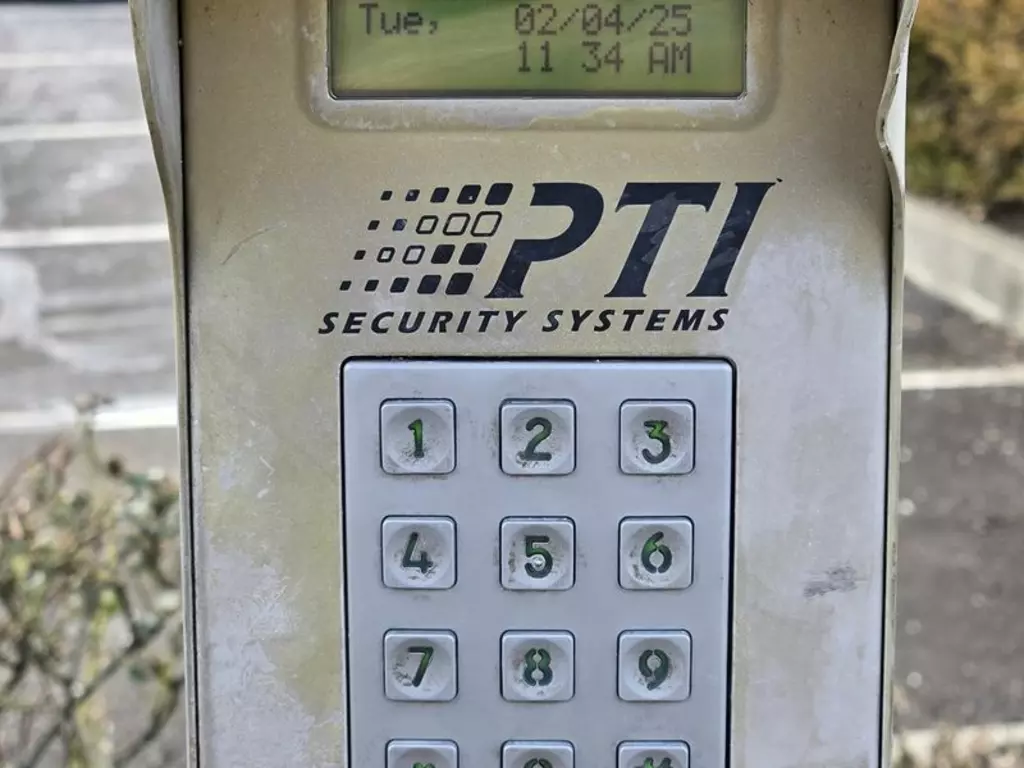 Tue, 02/04/25
11 34 AM
PTI
SECURITY SYSTEMS
1 2 3
4 5 6
7 8 9